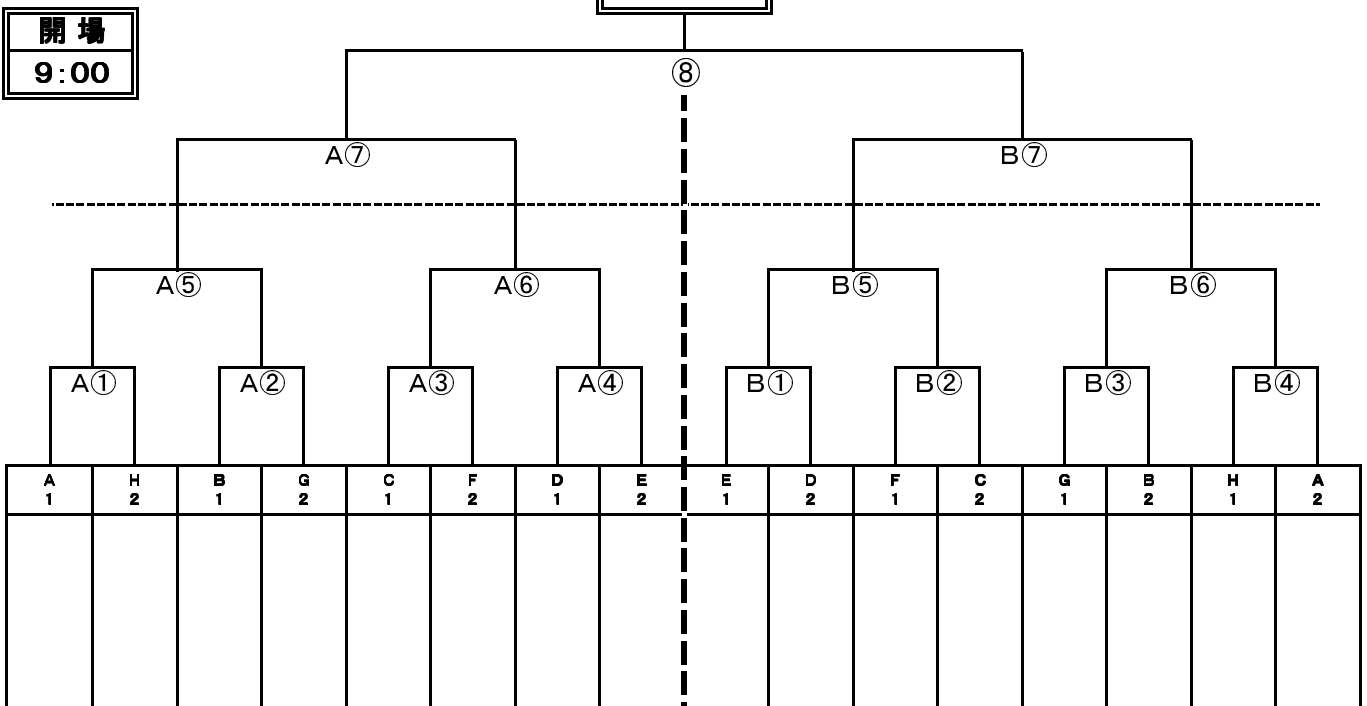 開場
9:00
⑧
A⑦ B⑦
A⑤ A⑥ B⑤ B⑥
A① A② A③ A④ B① B② B③ B④
A H B G C F D E E D F C G B H A
1 2 1 2 1 2 1 2 1 2 1 2 1 2 1 2